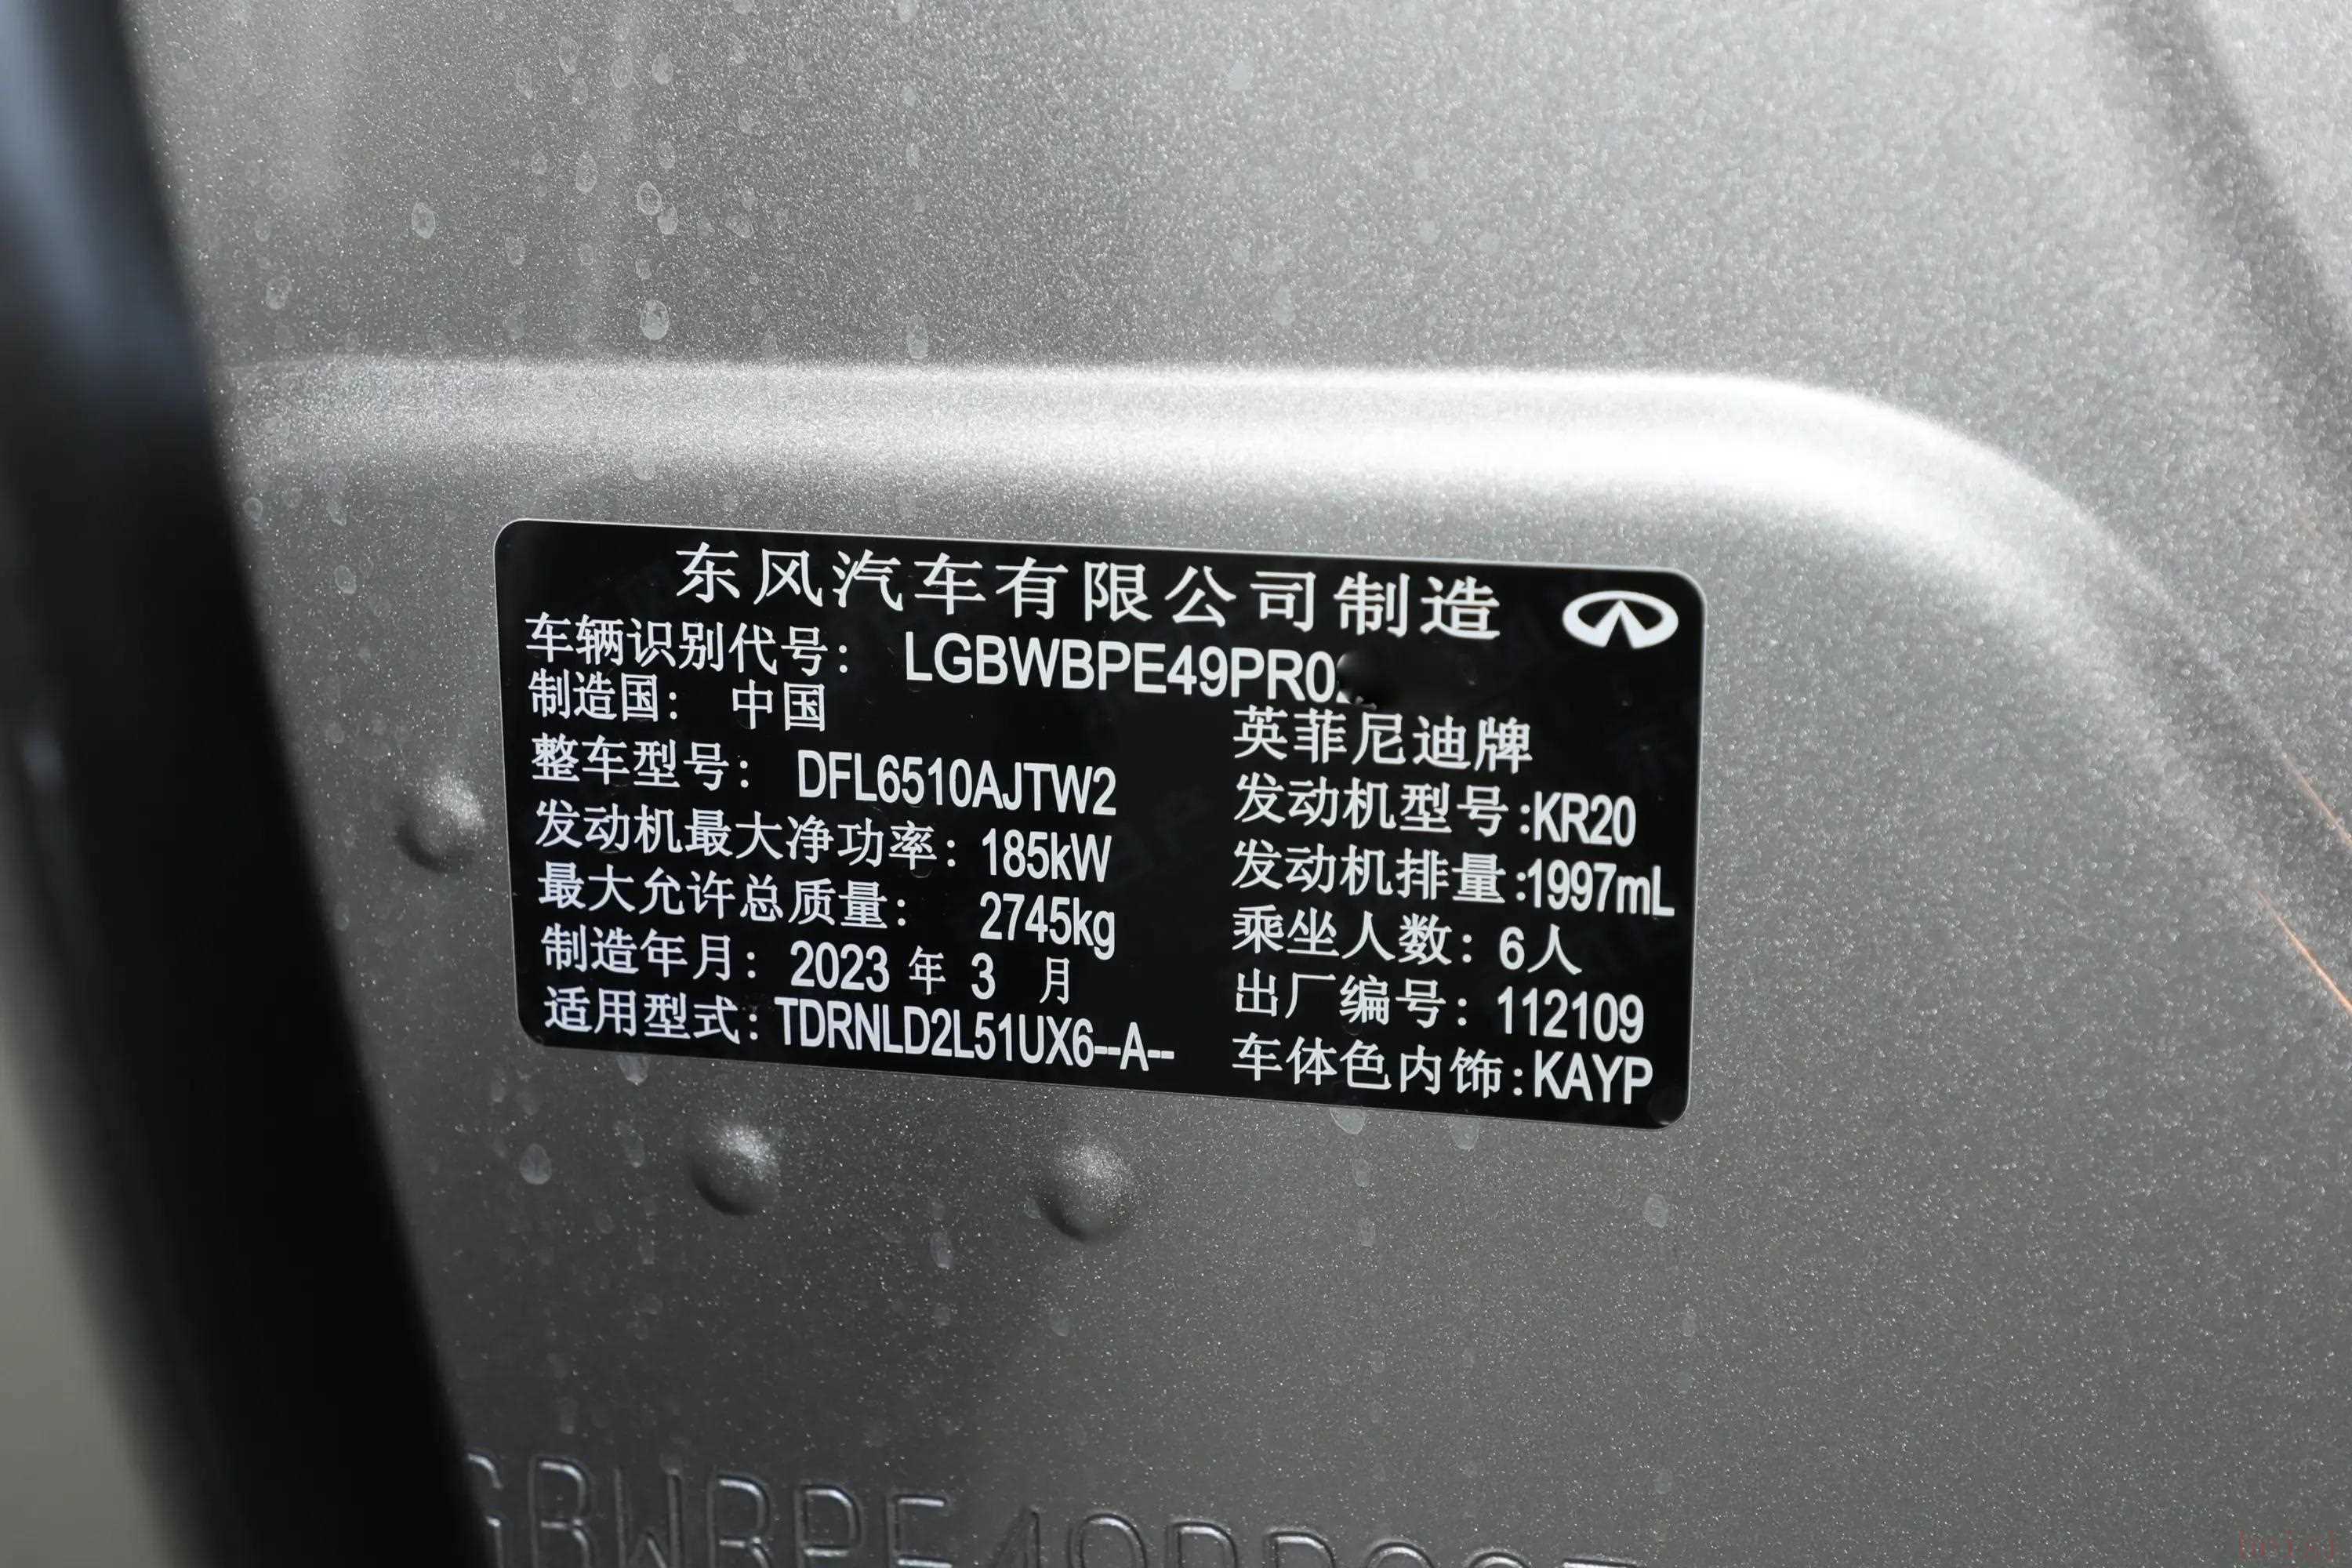 东风汽车有限公司制造
车辆识别代号： LGBWBPE49PR0
制造国： 中国
英菲尼迪牌
整车型号： DFL6510AJTW2
发动机型号:KR20
发动机最大净功率：185kW
发动机排量:1997mL
最大允许总质量： 2745kg
乘坐人数：6人
制造年月：2023 年 3 月
出厂编号：112109
适用型式：TDRNLD2L51UX6--A--
车体色内饰:KAYP
GBWBPE49PR